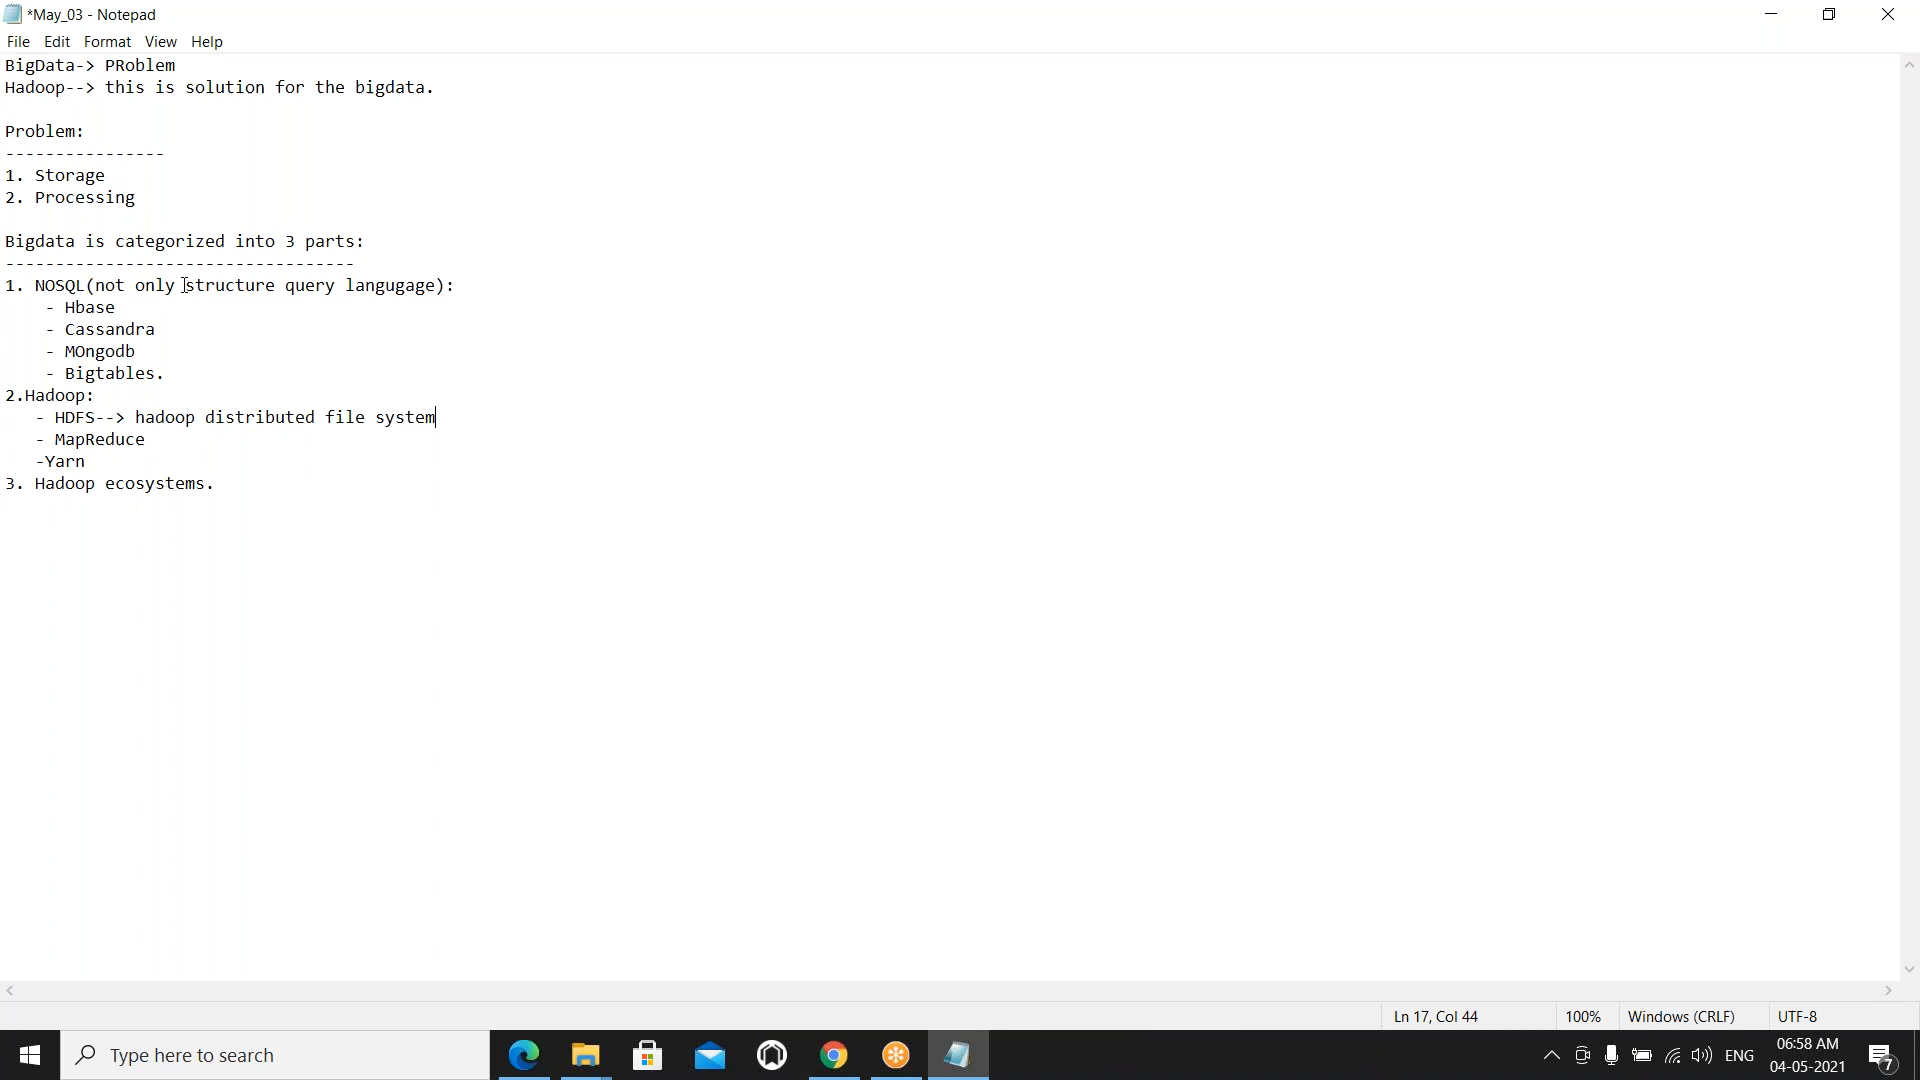 *May_03 - Notepad
File Edit Format View Help
BigData-> PRoblem
Hadoop--> this is solution for the bigdata.
Problem:
----------------
1. Storage
2. Processing
Bigdata is categorized into 3 parts:
-----------------------------------
1. NOSQL(not only structure query langugage):
- Hbase
- Cassandra
- MOngodb
- Bigtables.
2.Hadoop:
- HDFS--> hadoop distributed file system
- MapReduce
-Yarn
3. Hadoop ecosystems.
Ln 17, Col 44 100% Windows (CRLF) UTF-8
Type here to search
ENG
06:58 AM
04-05-2021
7